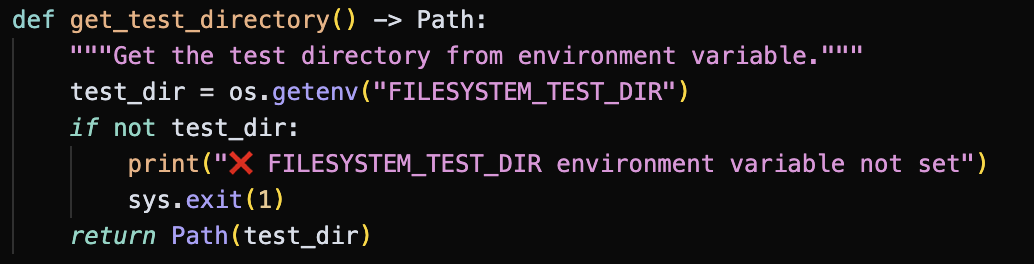 def get_test_directory() -> Path:
    """Get the test directory from environment variable."""
    test_dir = os.getenv("FILESYSTEM_TEST_DIR")
    if not test_dir:
        print("❌ FILESYSTEM_TEST_DIR environment variable not set")
        sys.exit(1)
    return Path(test_dir)